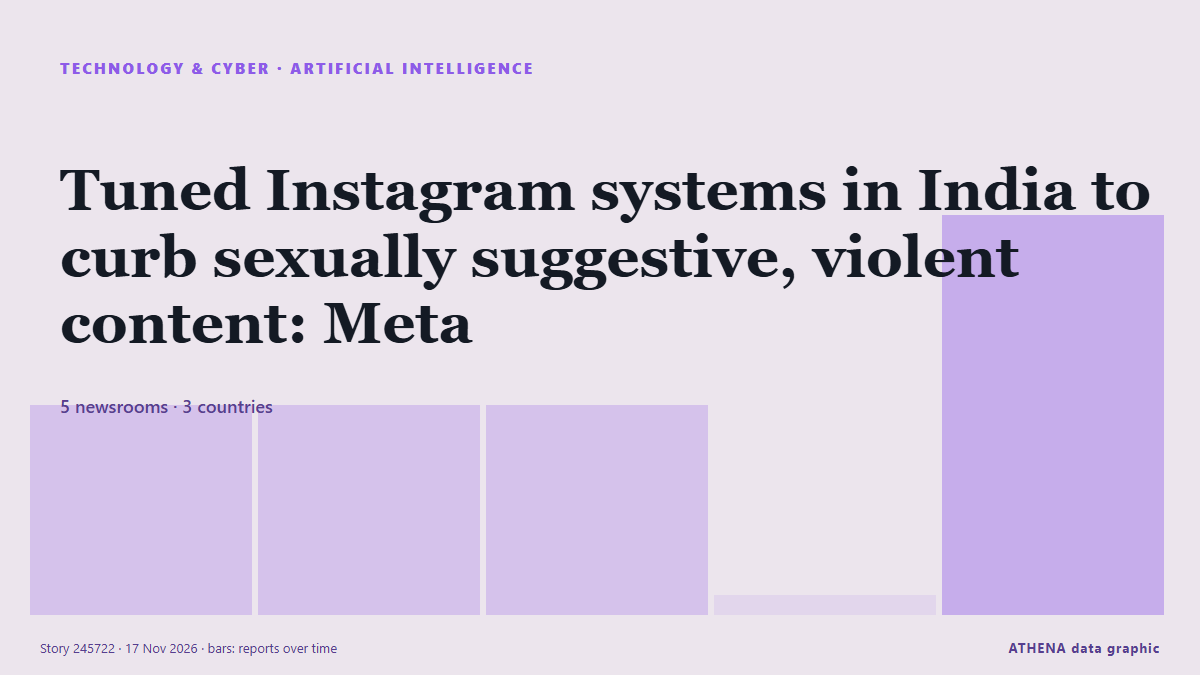 TECHNOLOGY & CYBER · ARTIFICIAL INTELLIGENCE
Tuned Instagram systems in India to
curb sexually suggestive, violent
content: Meta
5 newsrooms · 3 countries
Story 245722 · 17 Nov 2026 · bars: reports over time
ATHENA data graphic